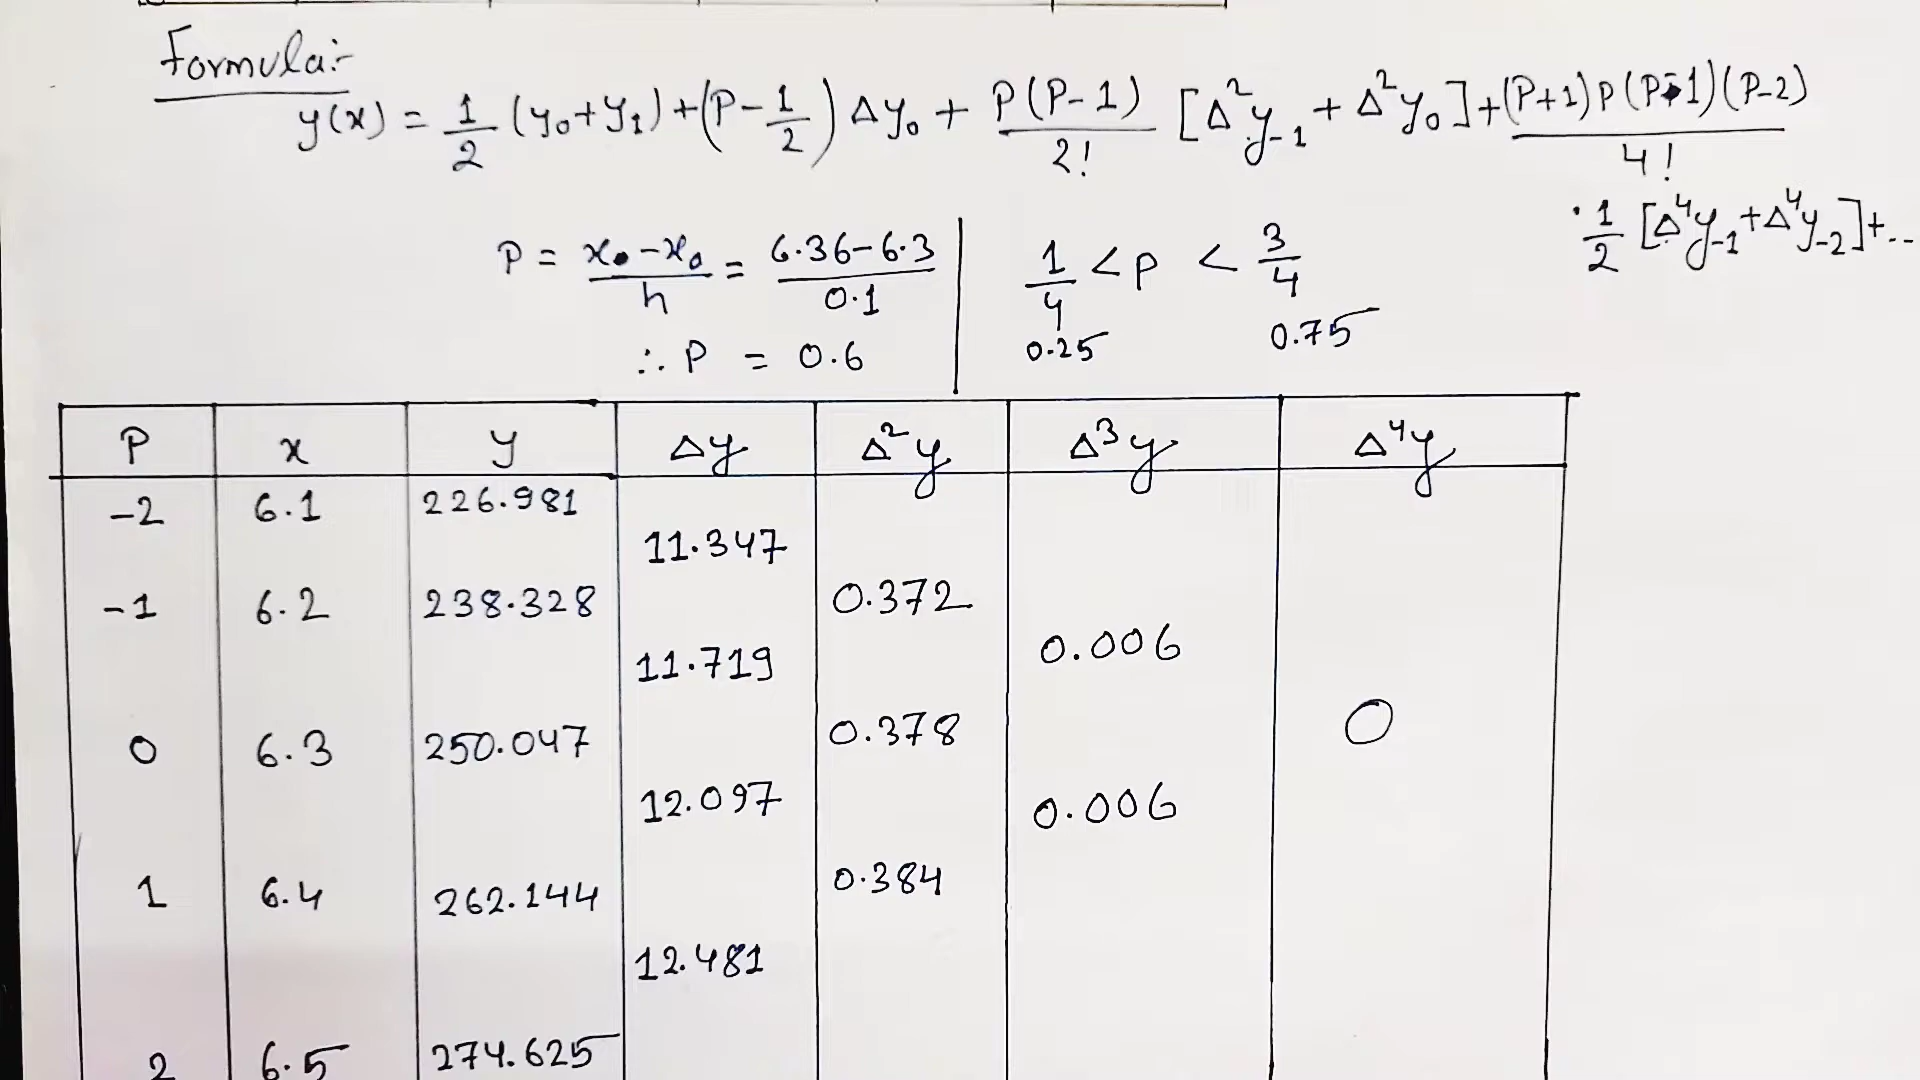 Formula:-
y(x) = 1/2 (y₀+y₁) + (P-1/2) Δy₀ + P(P-1)/2! [Δ²y₋₁ + Δ²y₀] + (P+1)P(P-1)(P-2)/4!
· 1/2 [Δ⁴y₋₁+Δ⁴y₋₂]+...
P = x-x₀/h = 6.36-6.3/0.1
1/4 < P < 3/4
∴ P = 0.6
0.25 0.75
P x y Δy Δ²y Δ³y Δ⁴y
-2 6.1 226.981
11.347
-1 6.2 238.328 0.372
11.719 0.006
0 6.3 250.047 0.378 0
12.097 0.006
1 6.4 262.144 0.384
12.481
2 6.5 274.625